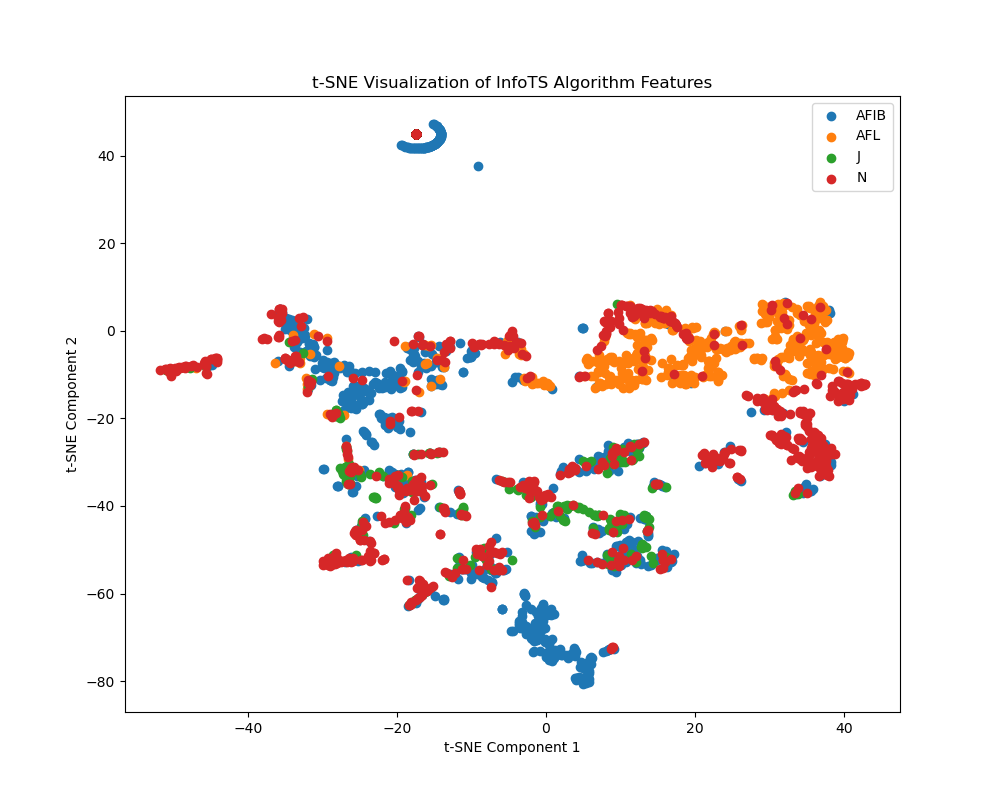 t-SNE Visualization of InfoTS Algorithm Features
AFIB
AFL
J
N
40
20
0
−20
−40
−60
−80
t-SNE Component 2
−40
−20
0
20
40
t-SNE Component 1